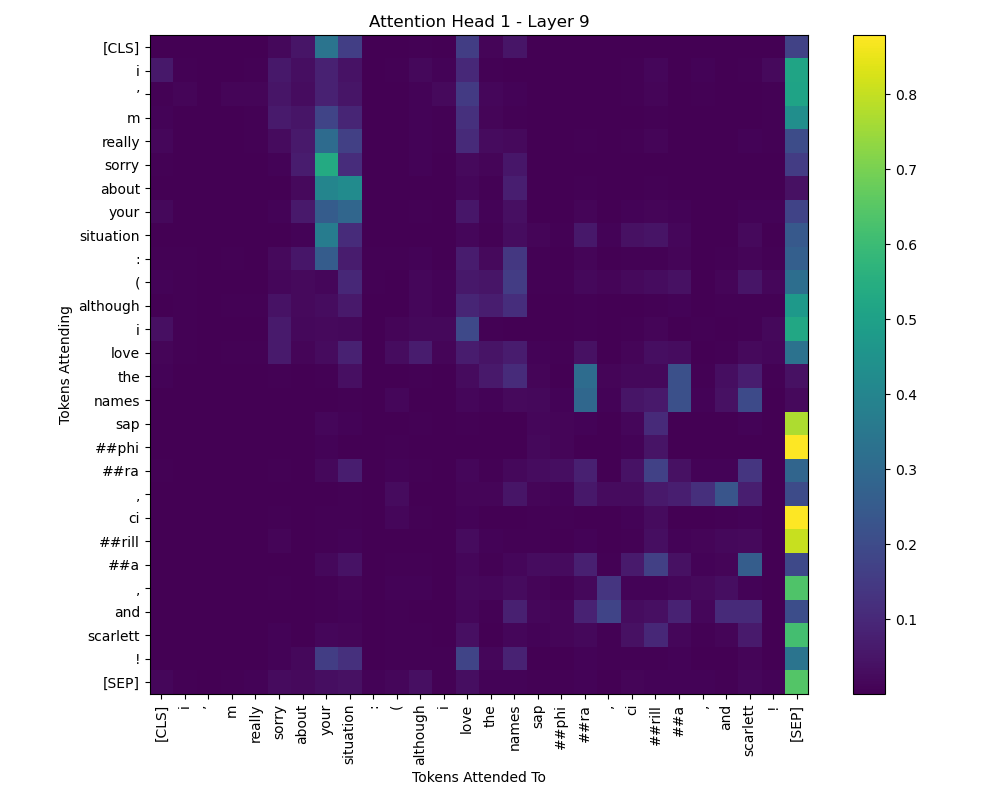 Attention Head 1 - Layer 9
Tokens Attending
[CLS]
i
’
m
really
sorry
about
your
situation
:
(
although
i
love
the
names
sap
##phi
##ra
,
ci
##rill
##a
,
and
scarlett
!
[SEP]
[CLS]
i
’
m
really
sorry
about
your
situation
:
(
although
i
love
the
names
sap
##phi
##ra
,
ci
##rill
##a
,
and
scarlett
!
[SEP]
Tokens Attended To
0.8
0.7
0.6
0.5
0.4
0.3
0.2
0.1